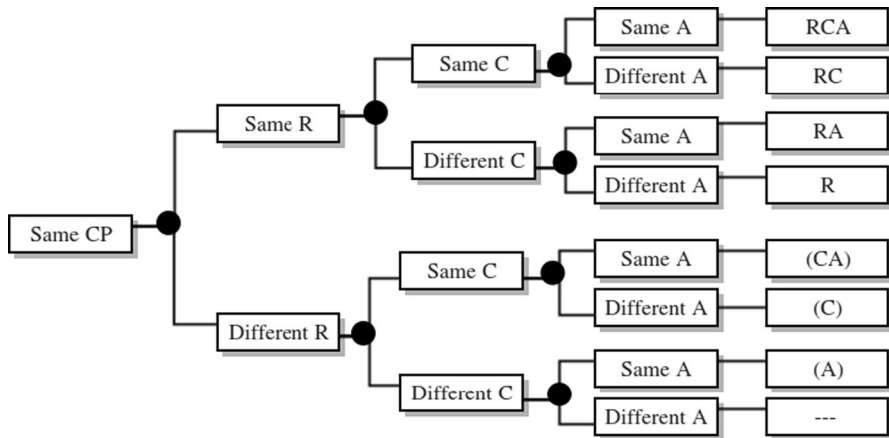 Same A
RCA
Same C
Different A
RC
Same R
Different C
Same A
RA
Different A
R
Same CP
Same C
Same A
(CA)
Different A
(C)
Different R
Different C
Same A
(A)
Different A
---